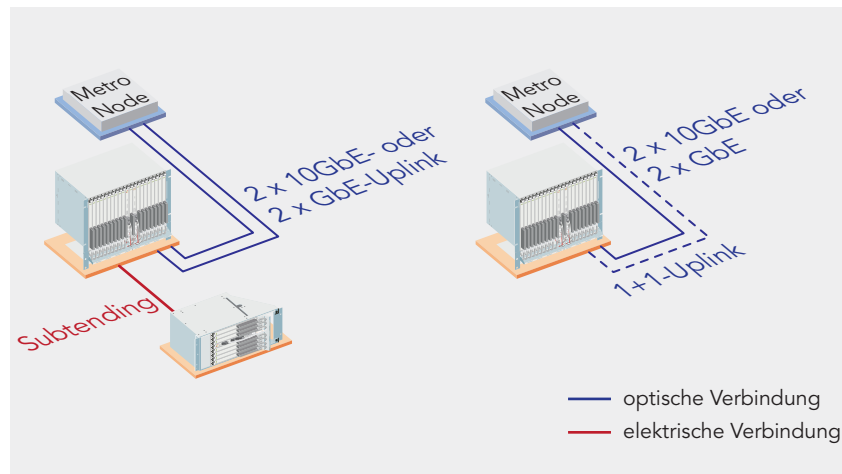 Metro
Node
2 x 10GbE- oder
2 x GbE-Uplink
Subtending
Metro
Node
2 x 10GbE oder
2 x GbE
1+1-Uplink
optische Verbindung
elektrische Verbindung